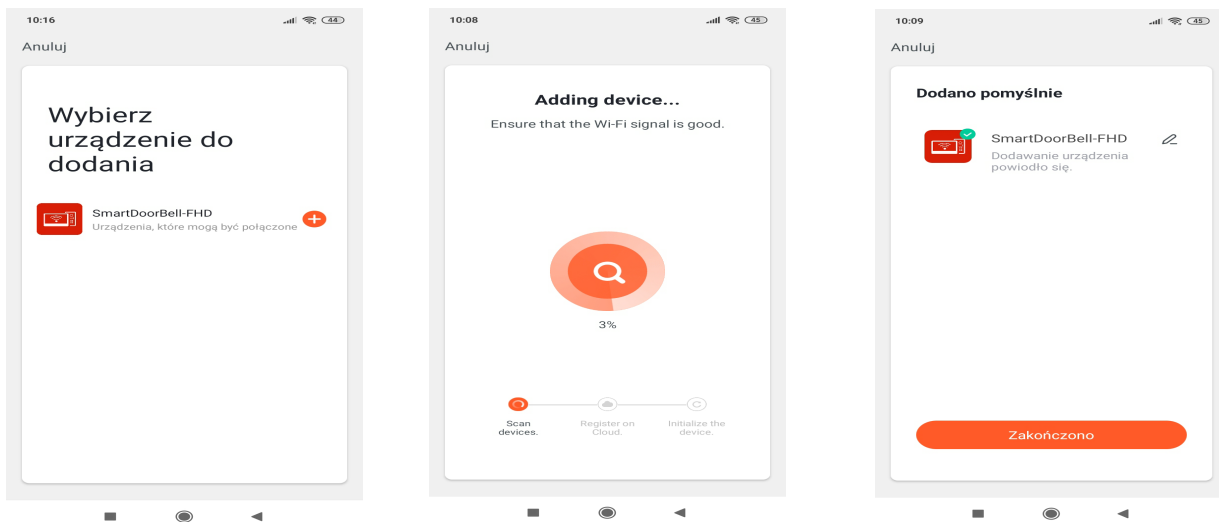 10:16
44
Anuluj
Wybierz
urządzenie do
dodania
SmartDoorBell-FHD
Urządzenia, które mogą być połączone
10:08
45
Anuluj
Adding device...
Ensure that the Wi-Fi signal is good.
3%
Scan
devices.
Register on
Cloud.
Initialize the
device.
10:09
45
Anuluj
Dodano pomyślnie
SmartDoorBell-FHD
Dodawanie urządzenia
powiodło się.
Zakończono